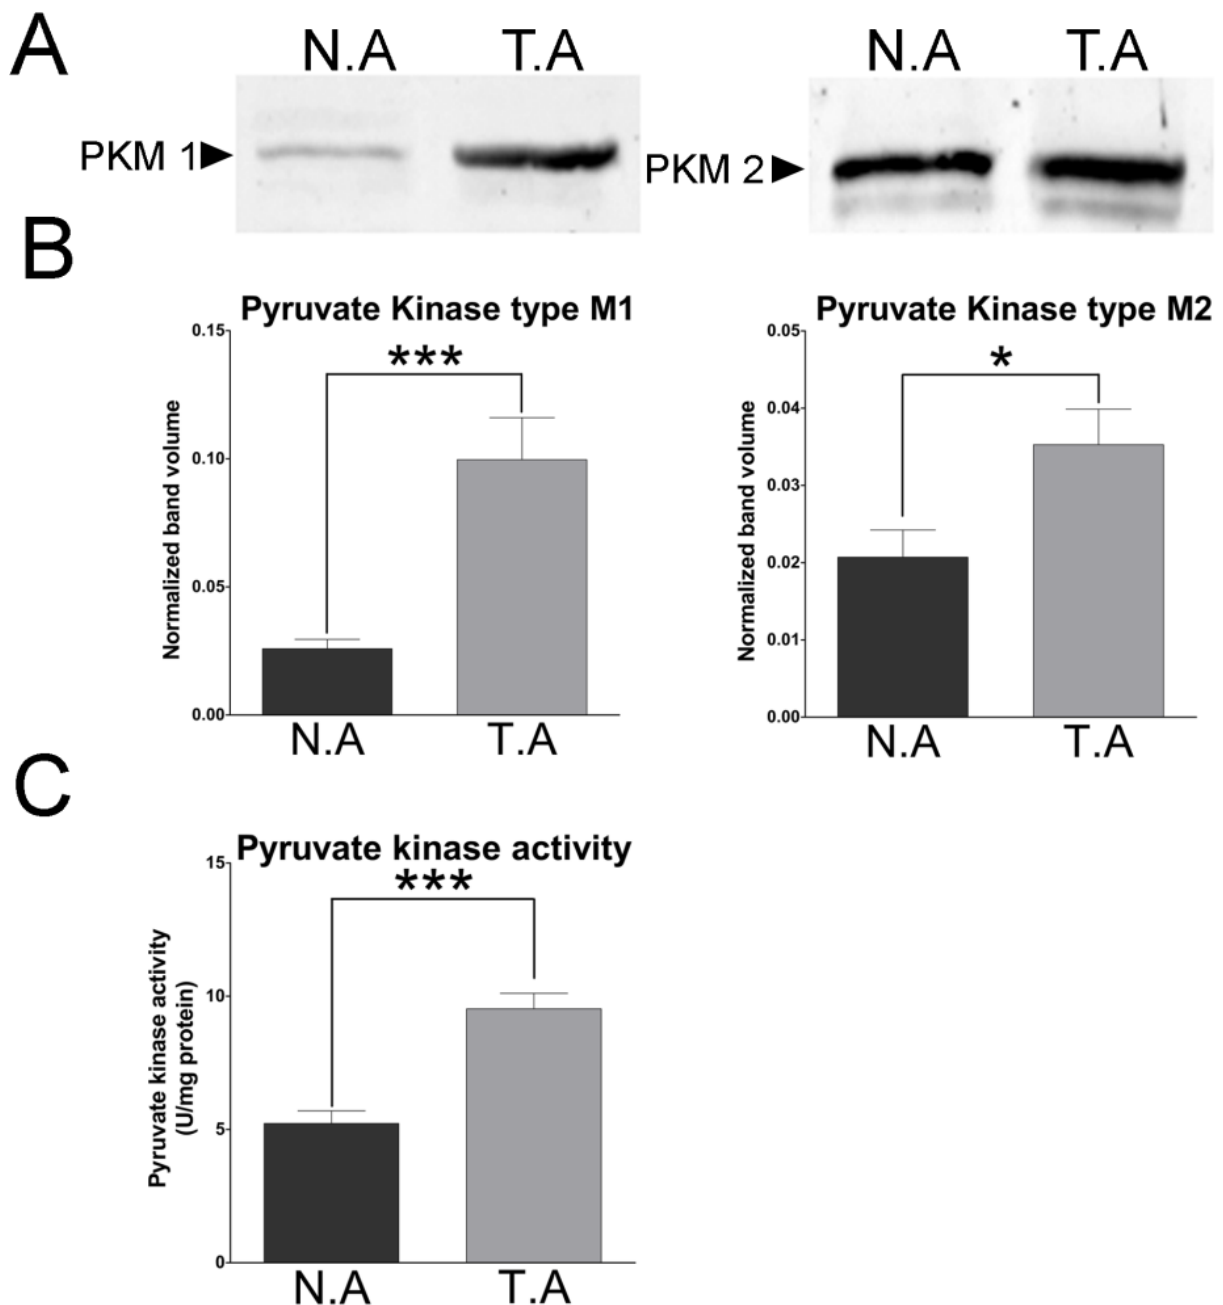 A
N.A T.A N.A T.A
PKM 1 PKM 2
B
Pyruvate Kinase type M1
***
Normalized band volume
0.15
0.10
0.05
0.00
N.A T.A
Pyruvate Kinase type M2
*
Normalized band volume
0.05
0.04
0.03
0.02
0.01
0.00
N.A T.A
C
Pyruvate kinase activity
***
Pyruvate kinase activity
(U/mg protein)
15
10
5
0
N.A T.A